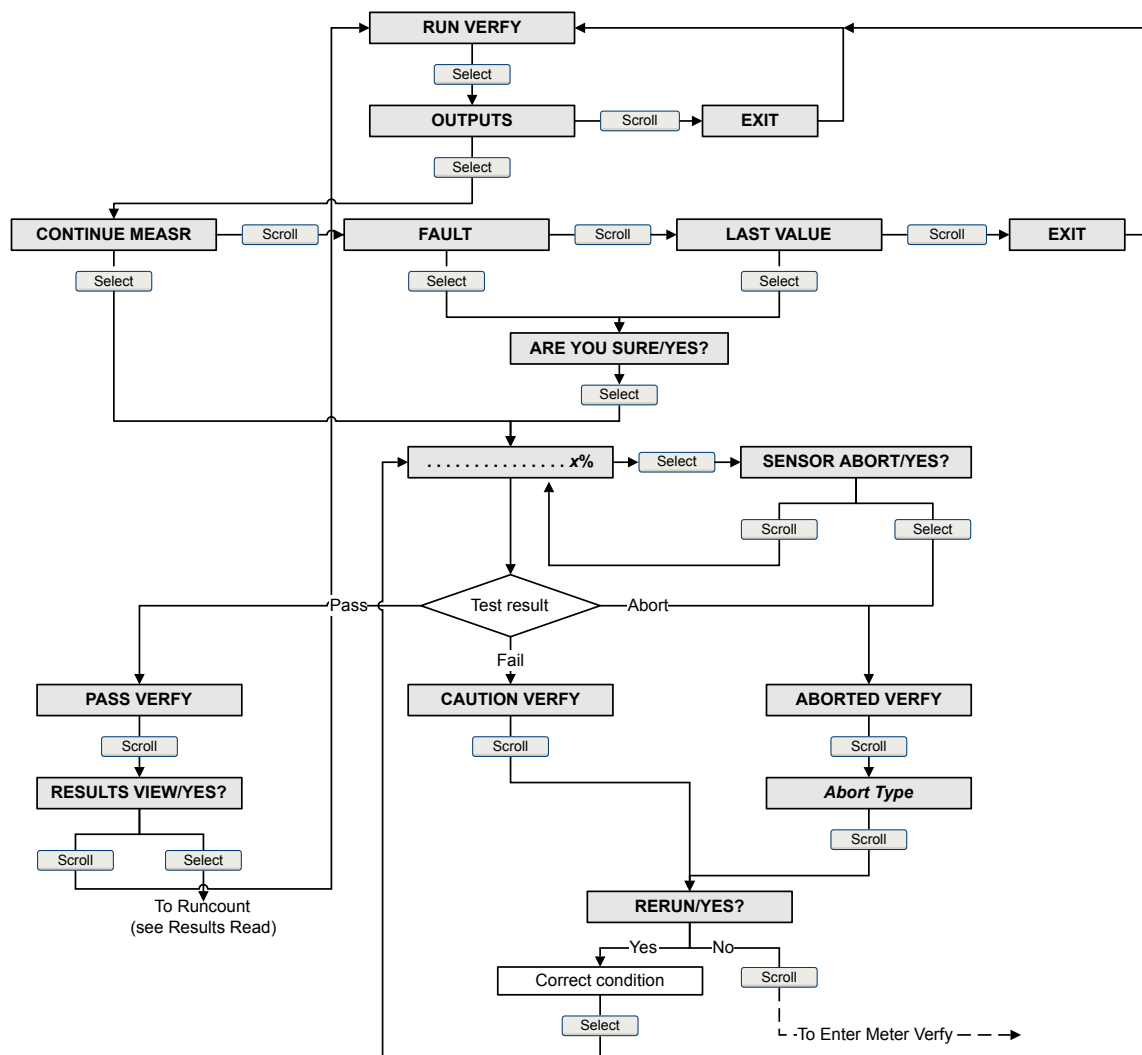 RUN VERFY
Select
OUTPUTS
Scroll
EXIT
Select
CONTINUE MEASR
Scroll
FAULT
Scroll
LAST VALUE
Scroll
EXIT
Select
Select
Select
ARE YOU SURE/YES?
Select
. . . . . . . . . . . . . . . x%
Select
SENSOR ABORT/YES?
Scroll
Select
Pass
Test result
Abort
Fail
PASS VERFY
CAUTION VERFY
ABORTED VERFY
Scroll
Scroll
Scroll
RESULTS VIEW/YES?
Abort Type
Scroll
Select
Scroll
To Runcount
(see Results Read)
RERUN/YES?
Yes
No
Correct condition
Scroll
Select
To Enter Meter Verfy